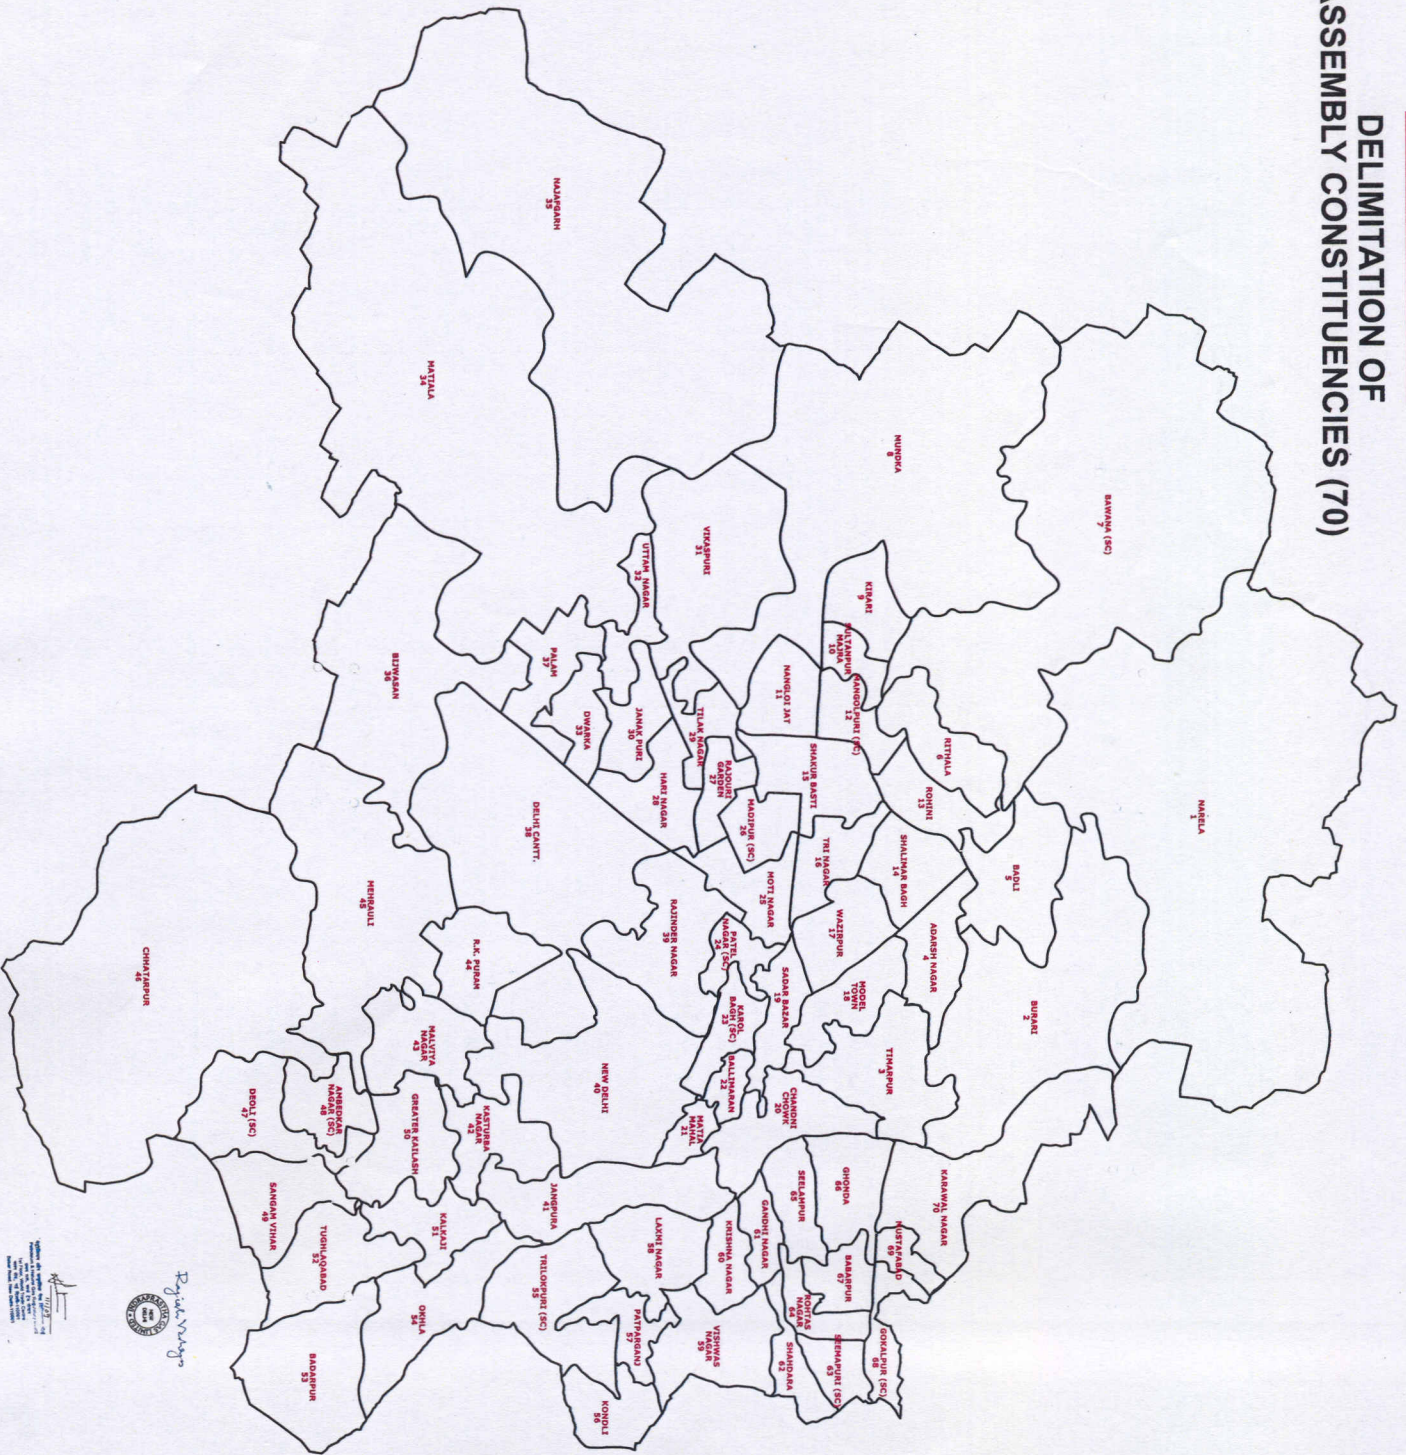 DELIMITATION OF
ASSEMBLY CONSTITUENCIES (70)
NARELA
1
BURARI
2
TIMARPUR
3
ADARSH NAGAR
4
BADLI
5
RITHALA
6
BAWANA (SC)
7
MUNDKA
8
KIRARI
9
SULTANPUR
MAJRA
10
NANGLOI JAT
11
MANGOLPURI (SC)
12
ROHINI
13
SHALIMAR BAGH
14
SHAKUR BASTI
15
TRI NAGAR
16
WAZIRPUR
17
MODEL
TOWN
18
SADAR BAZAR
19
CHANDNI
CHOWK
20
MATIA
MAHAL
21
BALLIMARAN
22
KAROL
BAGH (SC)
23
PATEL
NAGAR (SC)
24
MOTI NAGAR
25
MADIPUR (SC)
26
RAJOURI
GARDEN
27
HARI NAGAR
28
TILAK NAGAR
29
JANAK PURI
30
VIKASPURI
31
UTTAM NAGAR
32
DWARKA
33
MATIALA
34
NAJAFGARH
35
BIJWASAN
36
PALAM
37
DELHI CANTT.
38
RAJINDER NAGAR
39
NEW DELHI
40
JANGPURA
41
KASTURBA
NAGAR
42
MALVIYA
NAGAR
43
R.K. PURAM
44
MEHRAULI
45
CHHATARPUR
46
DEOLI (SC)
47
AMBEDKAR
NAGAR (SC)
48
SANGAM VIHAR
49
GREATER KAILASH
50
KALKAJI
51
TUGHLAQABAD
52
BADARPUR
53
OKHLA
54
TRILOKPURI (SC)
55
KONDLI
56
PATPARGANJ
57
LAXMI NAGAR
58
VISHWAS
NAGAR
59
KRISHNA NAGAR
60
GANDHI NAGAR
61
SHAHDARA
62
SEEMAPURI (SC)
63
ROHTAS
NAGAR
64
SEELAMPUR
65
GHONDA
66
BABARPUR
67
GOKALPUR (SC)
68
MUSTAFABAD
69
KARAWAL NAGAR
70
INDRAPRASTHA GAS LIMITED
NEW
DELHI